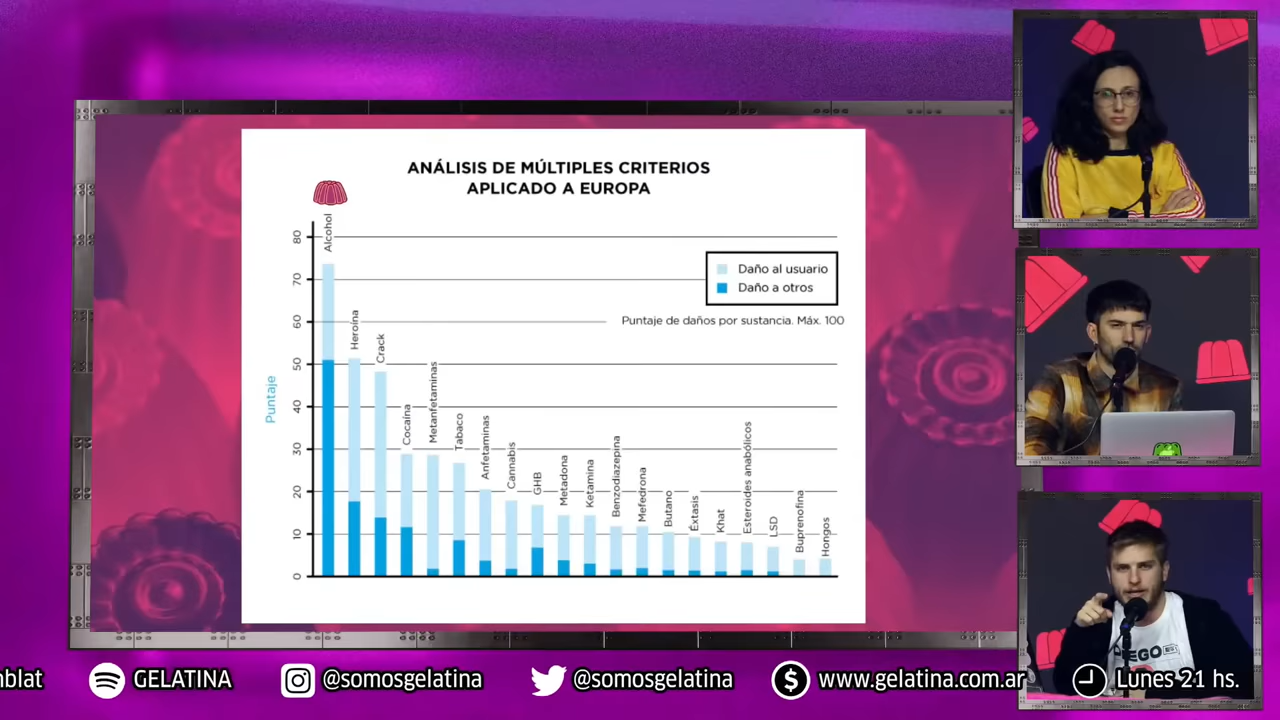 ANÁLISIS DE MÚLTIPLES CRITERIOS
APLICADO A EUROPA
Daño al usuario
Daño a otros
Puntaje de daños por sustancia. Máx. 100
Puntaje
80
70
60
50
40
30
20
10
0
Alcohol
Heroína
Crack
Cocaína
Metanfetaminas
Tabaco
Anfetaminas
Cannabis
GHB
Metadona
Ketamina
Benzodiazepina
Mefedrona
Butano
Éxtasis
Khat
Esteroides anabólicos
LSD
Buprenofina
Hongos
nblat
GELATINA
@somosgelatina
@somosgelatina
www.gelatina.com.ar
Lunes 21 hs.